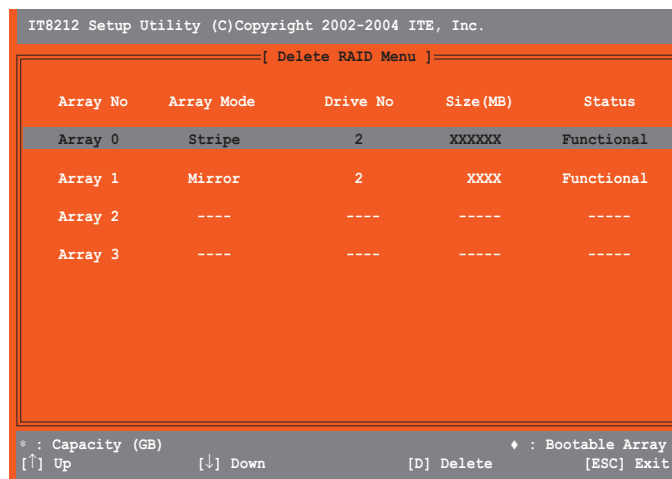 IT8212 Setup Utility (C)Copyright 2002-2004 ITE, Inc.
[ Delete RAID Menu ]
Array No Array Mode Drive No Size(MB) Status
Array 0 Stripe 2 XXXXXX Functional
Array 1 Mirror 2 XXXX Functional
Array 2 ---- ---- ----- -----
Array 3 ---- ---- ----- -----
* : Capacity (GB) ♦ : Bootable Array
[↑] Up [↓] Down [D] Delete [ESC] Exit